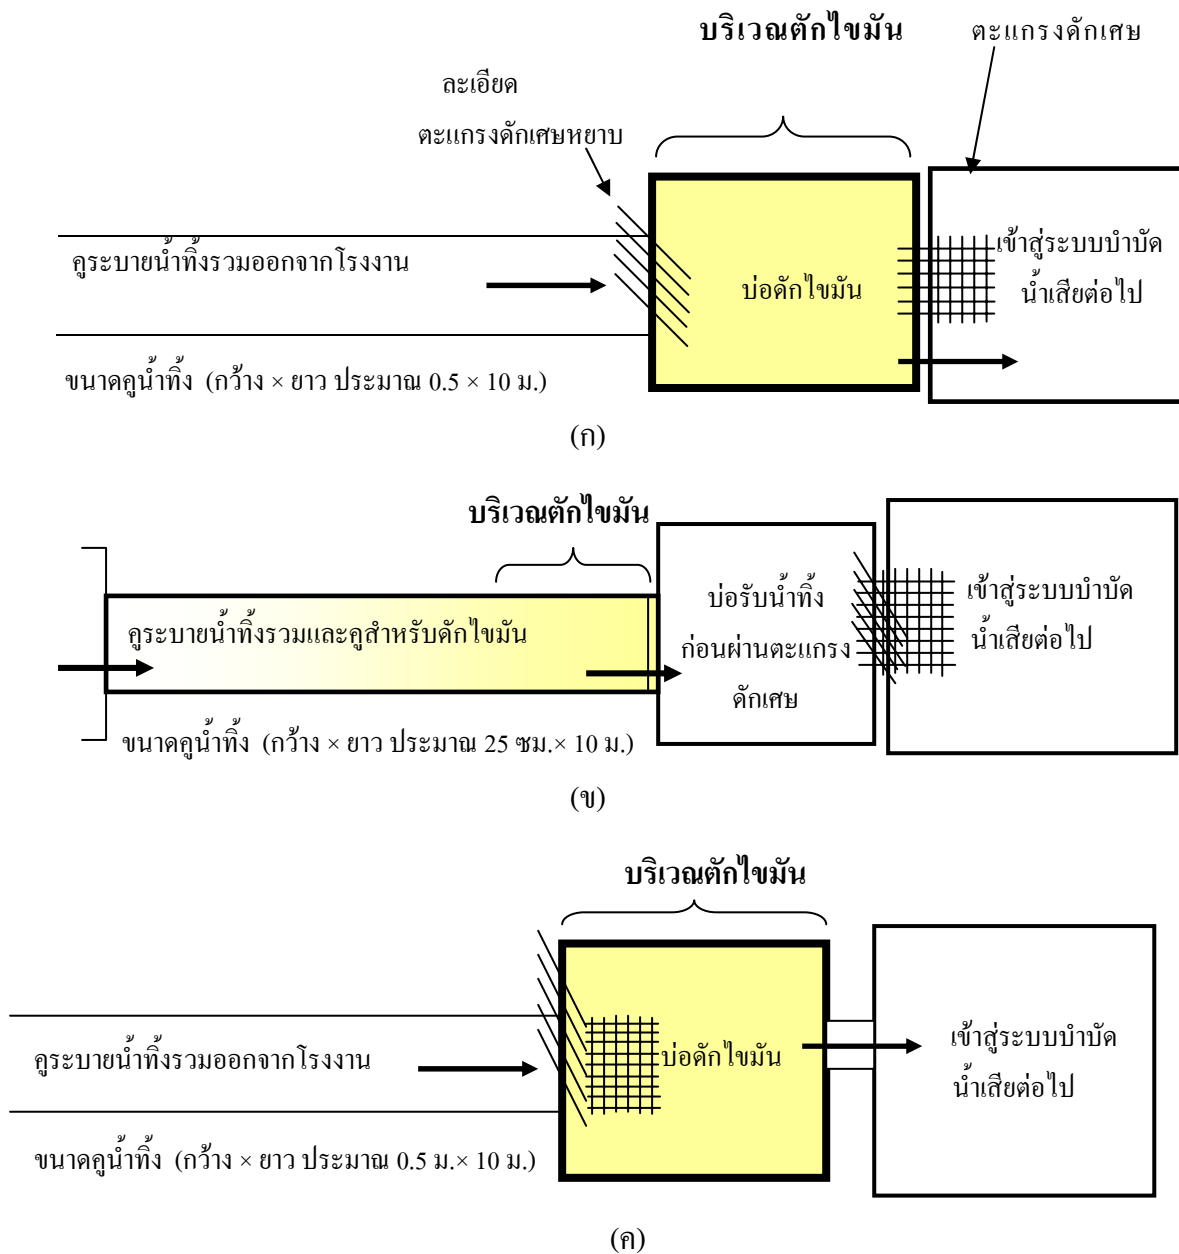 บริเวณตักไขมัน
ตะแกรงดักเศษ
ละเอียด
ตะแกรงดักเศษหยาบ
คูระบายน้ำทิ้งรวมออกจากโรงงาน
บ่อดักไขมัน
เข้าสู่ระบบบำบัด
น้ำเสียต่อไป
ขนาดคูน้ำทิ้ง (กว้าง × ยาว ประมาณ 0.5 × 10 ม.)
(ก)
บริเวณตักไขมัน
คูระบายน้ำทิ้งรวมและคูสำหรับดักไขมัน
บ่อรับน้ำทิ้ง
ก่อนผ่านตะแกรง
ดักเศษ
เข้าสู่ระบบบำบัด
น้ำเสียต่อไป
ขนาดคูน้ำทิ้ง (กว้าง × ยาว ประมาณ 25 ซม.× 10 ม.)
(ข)
บริเวณตักไขมัน
คูระบายน้ำทิ้งรวมออกจากโรงงาน
บ่อดักไขมัน
เข้าสู่ระบบบำบัด
น้ำเสียต่อไป
ขนาดคูน้ำทิ้ง (กว้าง × ยาว ประมาณ 0.5 ม.× 10 ม.)
(ค)